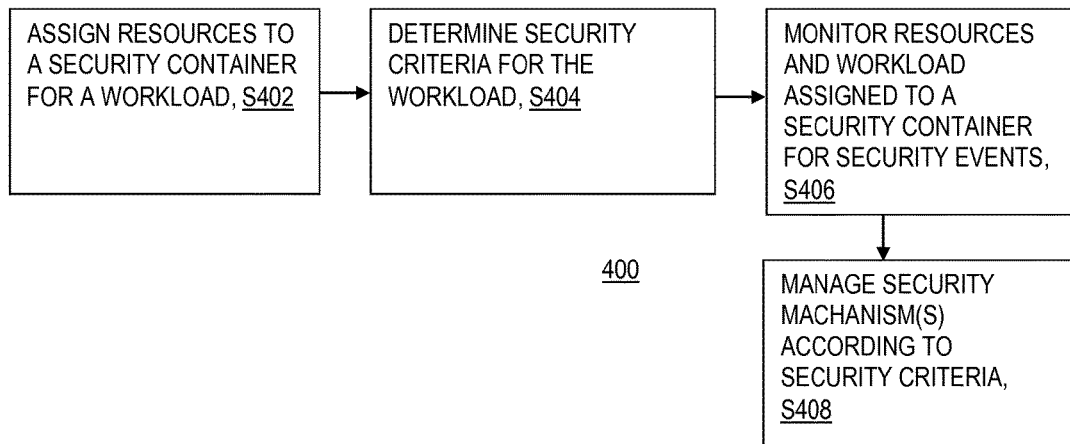 ASSIGN RESOURCES TO
A SECURITY CONTAINER
FOR A WORKLOAD, S402
DETERMINE SECURITY
CRITERIA FOR THE
WORKLOAD, S404
MONITOR RESOURCES
AND WORKLOAD
ASSIGNED TO A
SECURITY CONTAINER
FOR SECURITY EVENTS,
S406
400
MANAGE SECURITY
MACHANISM(S)
ACCORDING TO
SECURITY CRITERIA,
S408